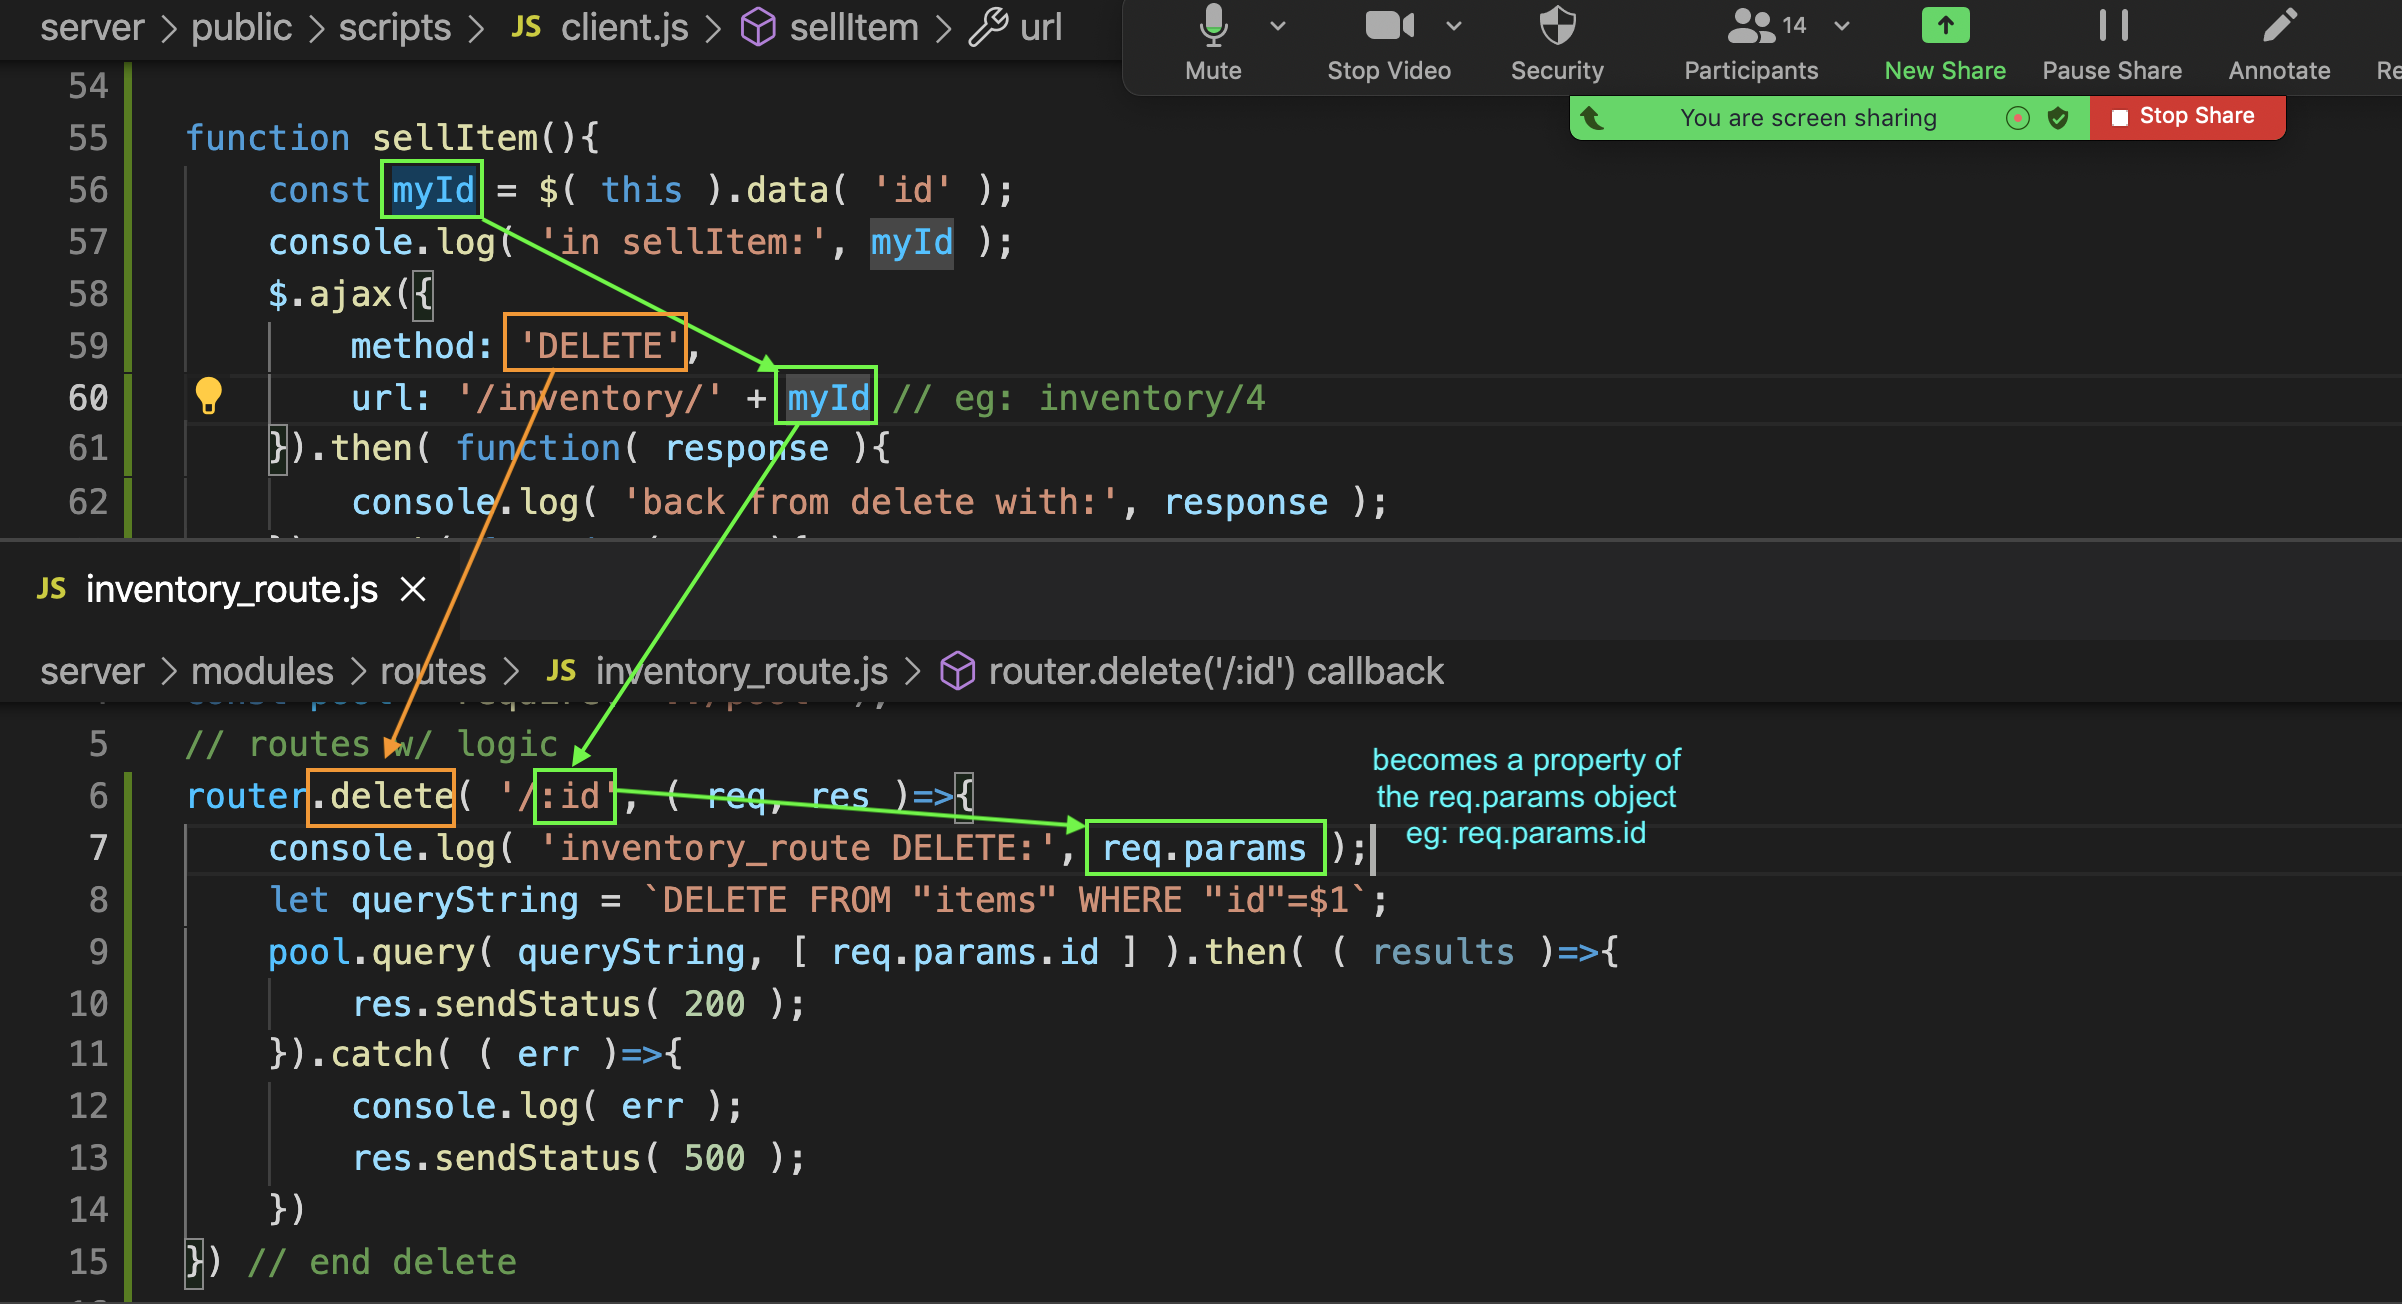 server > public > scripts > JS client.js > sellItem > url
Mute
Stop Video
Security
14
Participants
New Share
Pause Share
Annotate
You are screen sharing
Stop Share
54
55 function sellItem(){
56 const myId = $( this ).data( 'id' );
57 console.log( 'in sellItem:', myId );
58 $.ajax({
59 method: 'DELETE',
60 url: '/inventory/' + myId // eg: inventory/4
61 }).then( function( response ){
62 console.log( 'back from delete with:', response );
JS inventory_route.js ×
server > modules > routes > JS inventory_route.js > router.delete('/:id') callback
5 // routes w/ logic
6 router.delete( '/:id', ( req, res )=>{
becomes a property of
the req.params object
eg: req.params.id
7 console.log( 'inventory_route DELETE:', req.params );
8 let queryString = `DELETE FROM "items" WHERE "id"=$1`;
9 pool.query( queryString, [ req.params.id ] ).then( ( results )=>{
10 res.sendStatus( 200 );
11 }).catch( ( err )=>{
12 console.log( err );
13 res.sendStatus( 500 );
14 })
15 }) // end delete